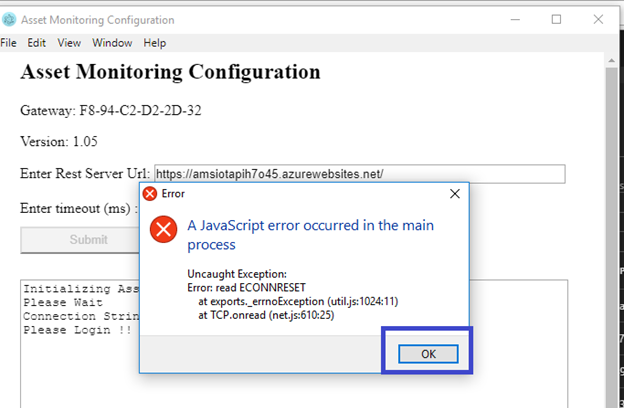 Asset Monitoring Configuration
File Edit View Window Help
Asset Monitoring Configuration
Gateway: F8-94-C2-D2-2D-32
Version: 1.05
Enter Rest Server Url: https://amsiotapih7o45.azurewebsites.net/
Enter timeout (ms) :
Submit
Error
A JavaScript error occurred in the main
process
Uncaught Exception:
Error: read ECONNRESET
at exports._errnoException (util.js:1024:11)
at TCP.onread (net.js:610:25)
OK
Initializing Ass
Please Wait
Connection Strin
Please Login !!